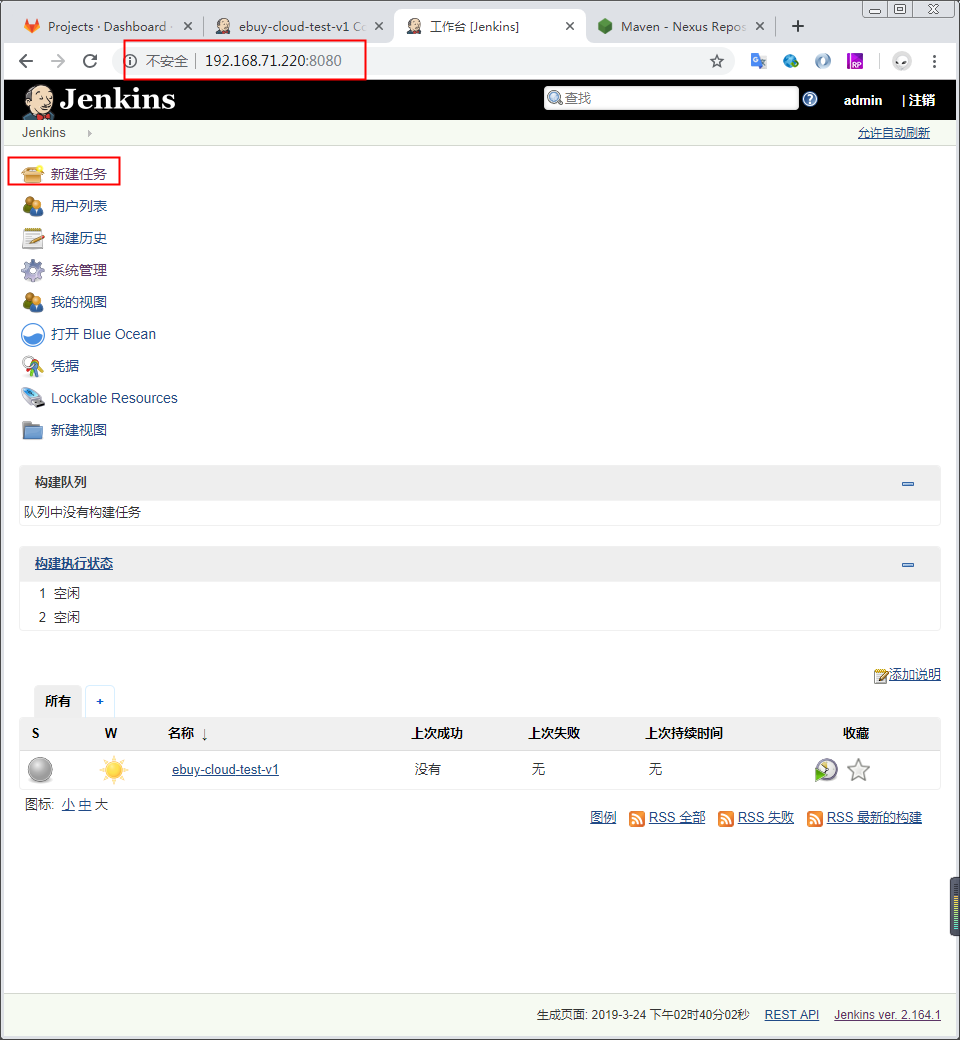 Projects · Dashboard
ebuy-cloud-test-v1 Co
工作台 [Jenkins]
Maven - Nexus Repos
不安全 192.168.71.220:8080
RP
Jenkins
查找
admin
| 注销
Jenkins
允许自动刷新
新建任务
用户列表
构建历史
系统管理
我的视图
打开 Blue Ocean
凭据
Lockable Resources
新建视图
构建队列
队列中没有构建任务
构建执行状态
1 空闲
2 空闲
添加说明
所有 +
S W 名称 ↓ 上次成功 上次失败 上次持续时间 收藏
ebuy-cloud-test-v1 没有 无 无
图标: 小 中 大
图例 RSS 全部 RSS 失败 RSS 最新的构建
生成页面: 2019-3-24 下午02时40分02秒 REST API Jenkins ver. 2.164.1